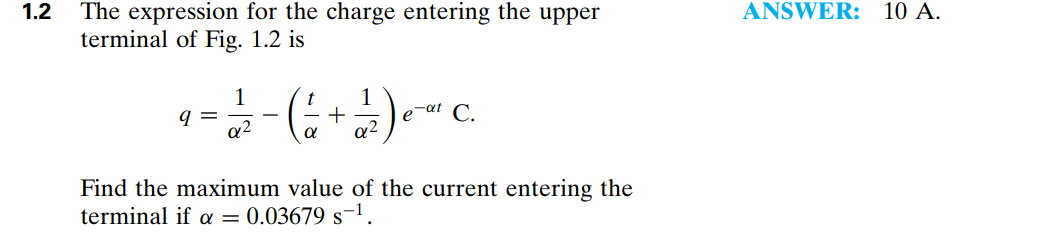 1.2 The expression for the charge entering the upper
terminal of Fig. 1.2 is
q = 1/α² − (t/α + 1/α²) e^−αt C.
Find the maximum value of the current entering the
terminal if α = 0.03679 s⁻¹.
ANSWER: 10 A.